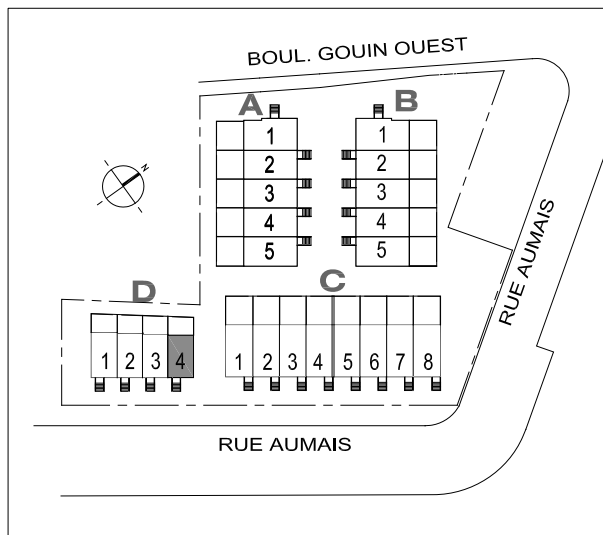 BOUL. GOUIN OUEST
A B
1 1
2 2
3 3
4 4
5 5
N
D C
1 2 3 4
1 2 3 4 5 6 7 8
RUE AUMAIS
RUE AUMAIS